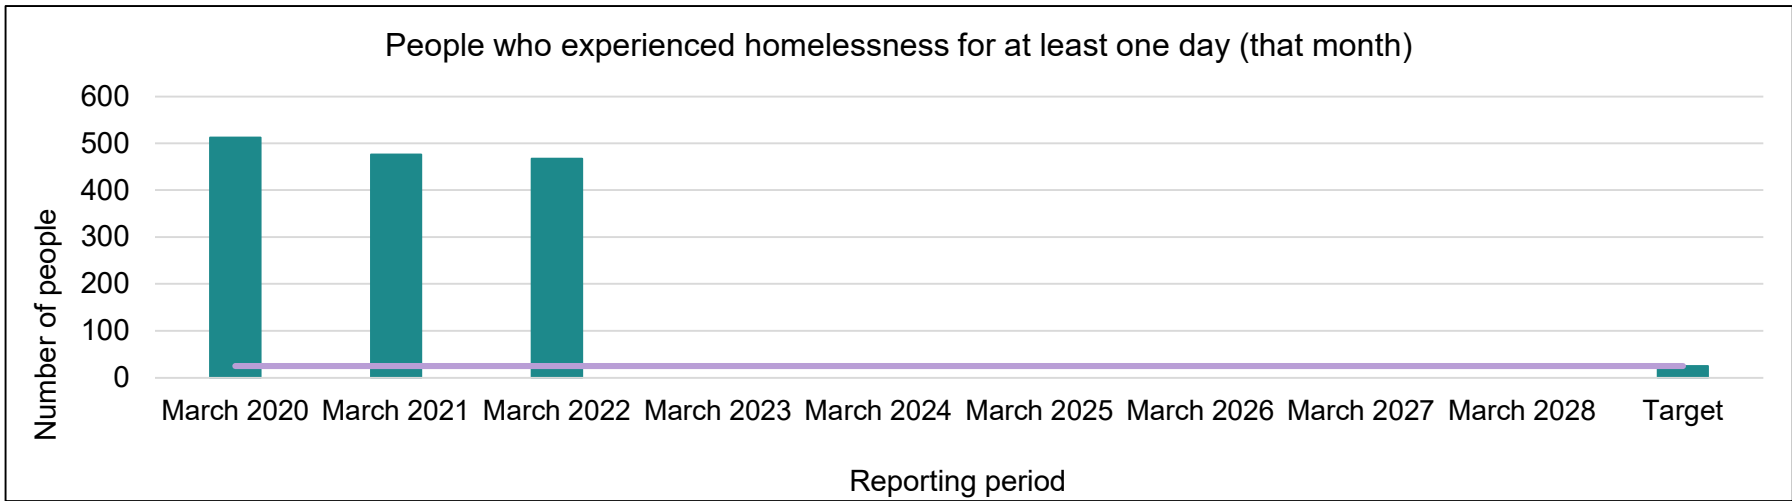 People who experienced homelessness for at least one day (that month)
Number of people
600
500
400
300
200
100
0
March 2020 March 2021 March 2022 March 2023 March 2024 March 2025 March 2026 March 2027 March 2028 Target
Reporting period